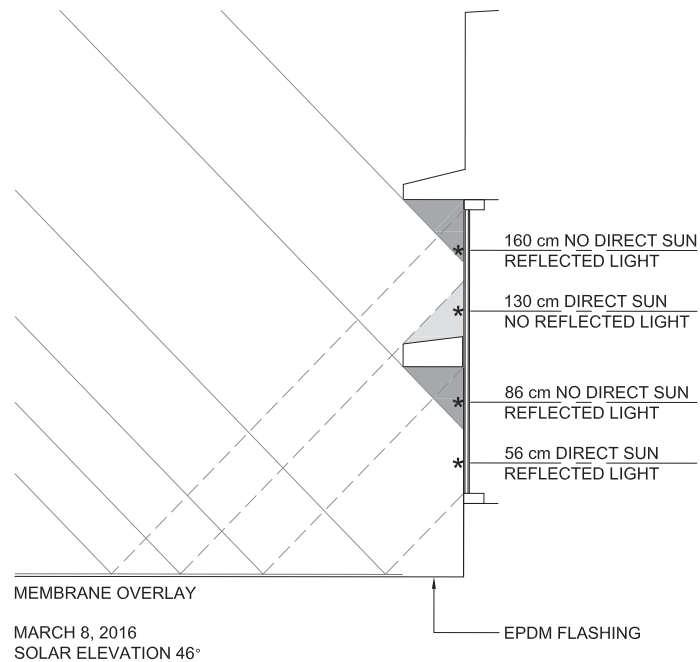 160 cm NO DIRECT SUN
REFLECTED LIGHT
130 cm DIRECT SUN
NO REFLECTED LIGHT
86 cm NO DIRECT SUN
REFLECTED LIGHT
56 cm DIRECT SUN
REFLECTED LIGHT
MEMBRANE OVERLAY
MARCH 8, 2016
SOLAR ELEVATION 46°
EPDM FLASHING